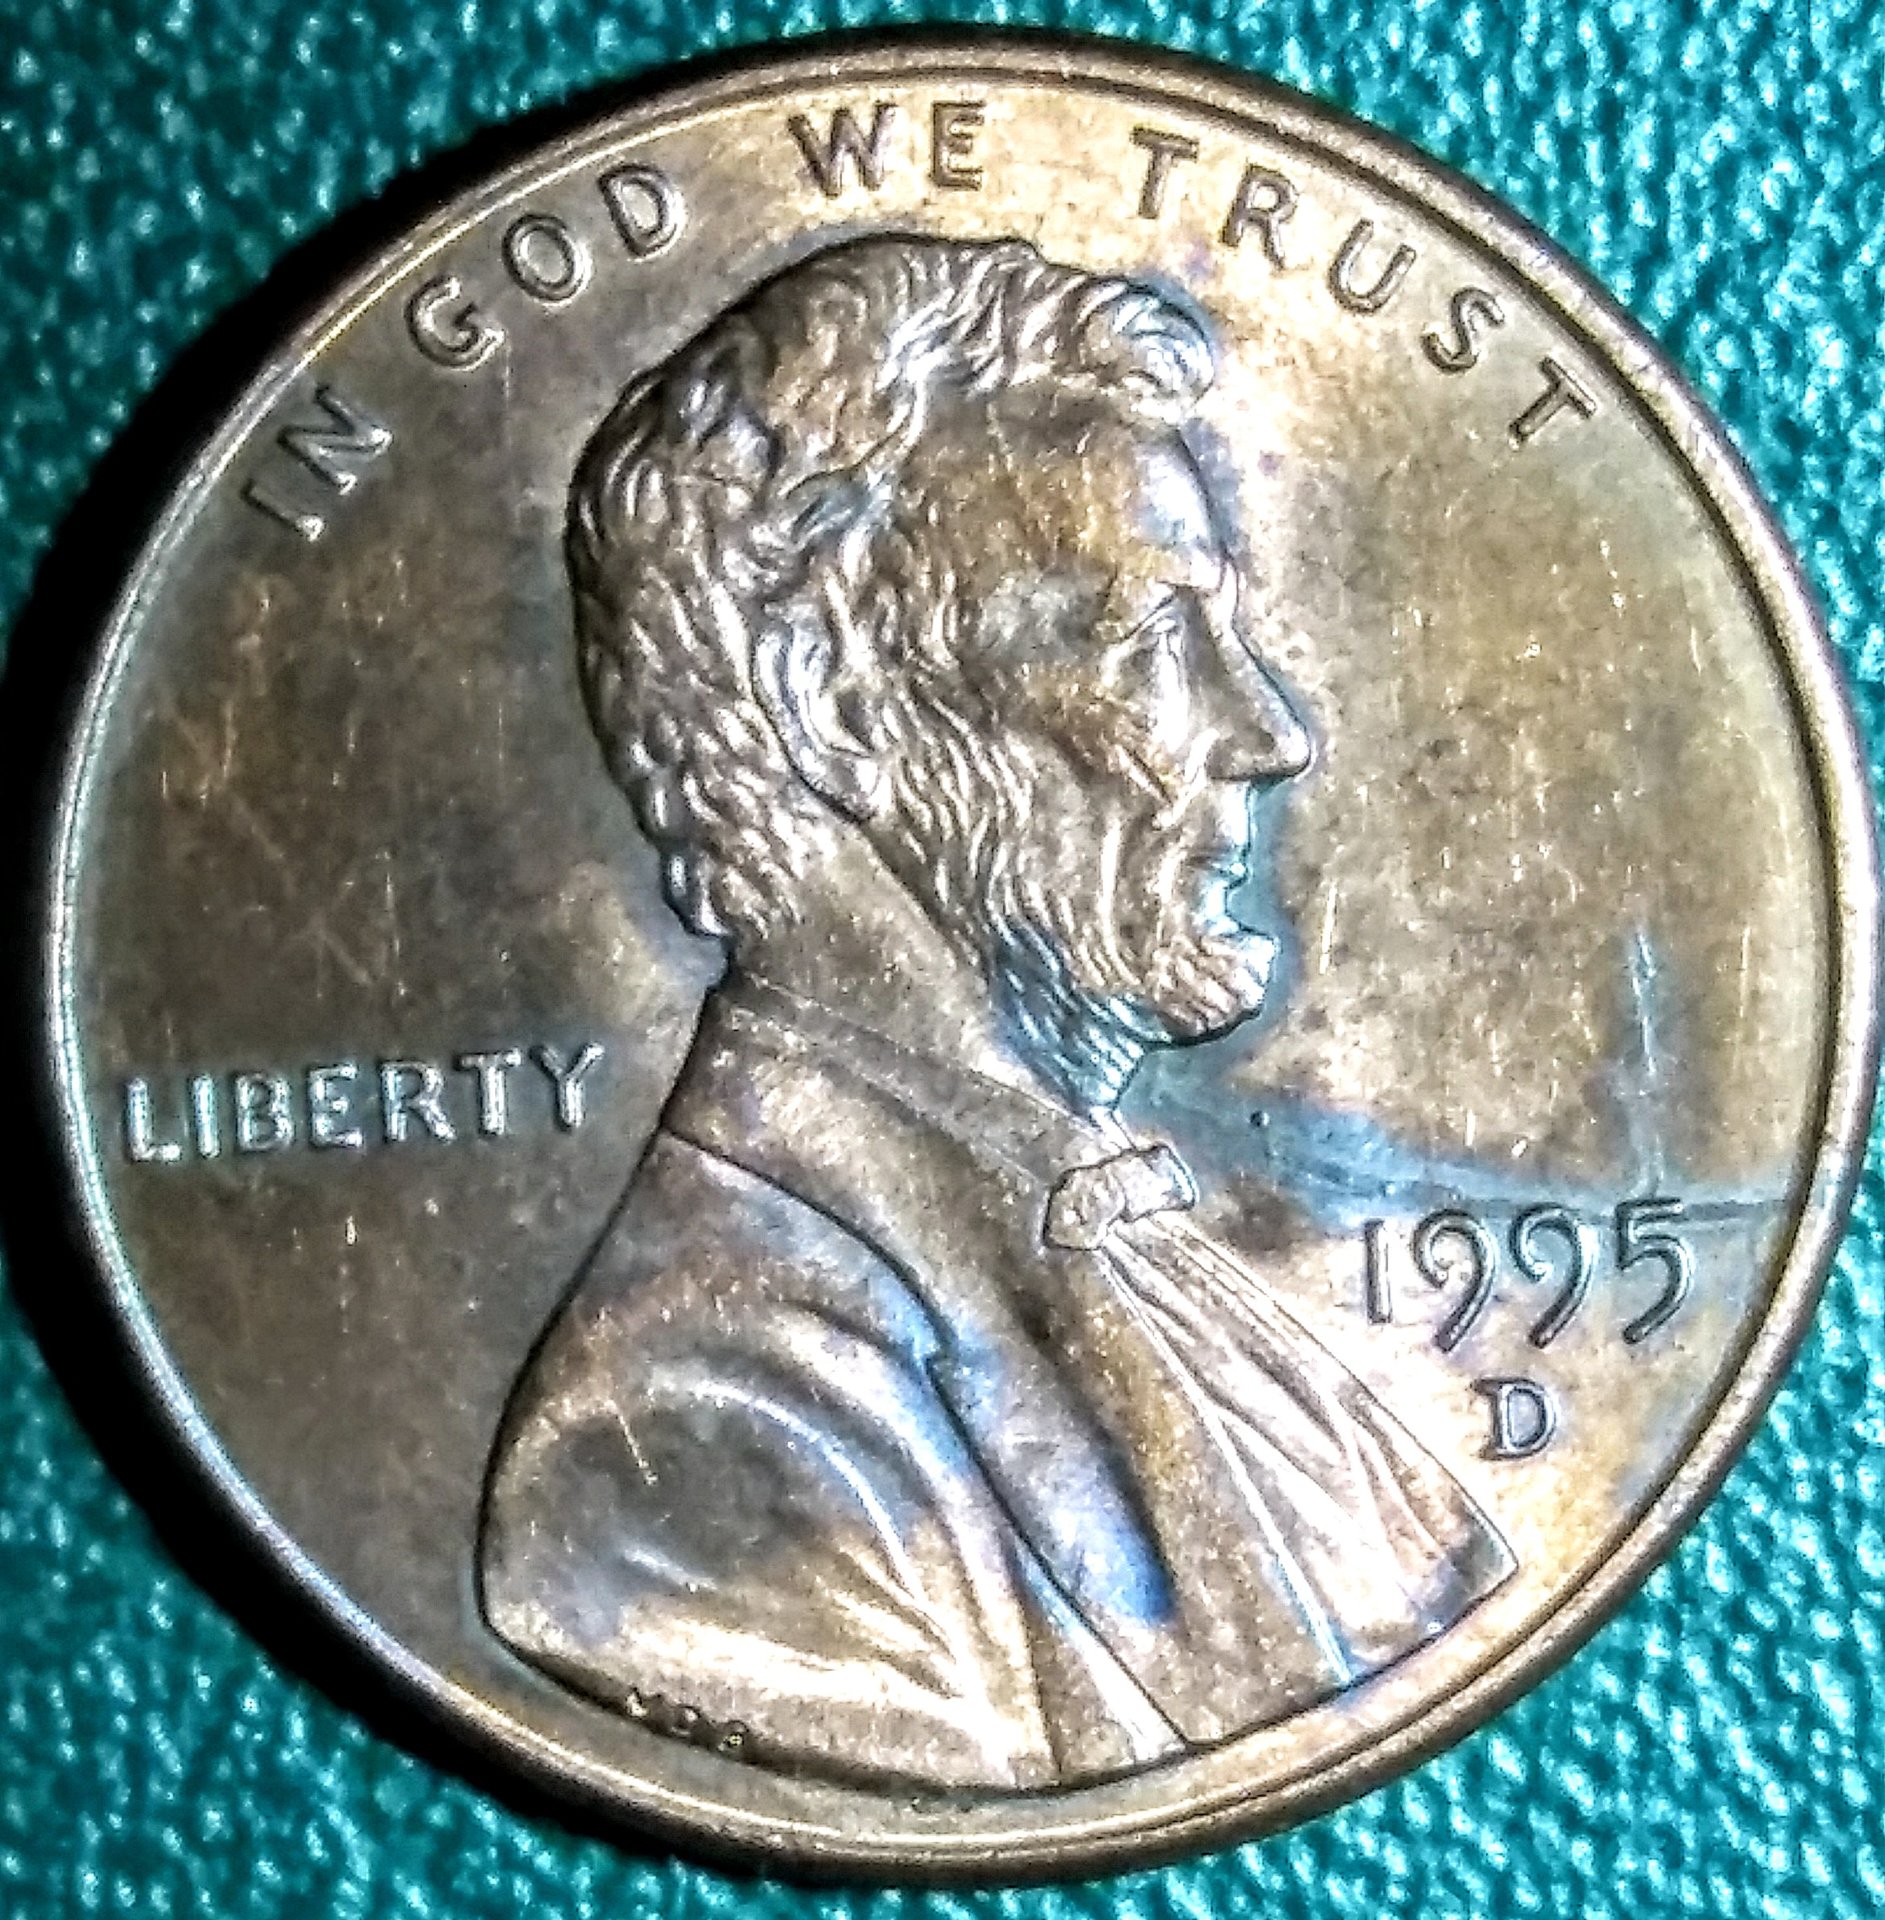 IN GOD WE TRUST
LIBERTY
1995
D